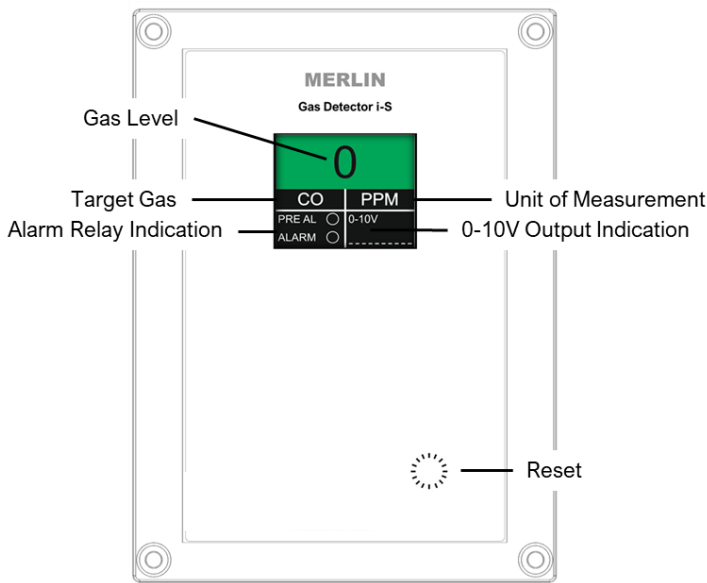 MERLIN
Gas Detector i-S
Gas Level
0
Target Gas
CO
PPM
Unit of Measurement
Alarm Relay Indication
PRE AL
0-10V
0-10V Output Indication
ALARM
Reset